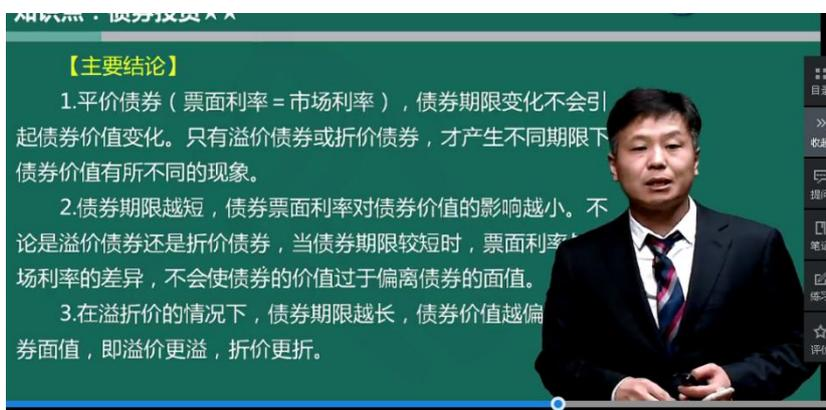 知识点：债券投资★★
【主要结论】
1.平价债券（票面利率＝市场利率），债券期限变化不会引
起债券价值变化。只有溢价债券或折价债券，才产生不同期限下
债券价值有所不同的现象。
2.债券期限越短，债券票面利率对债券价值的影响越小。不
论是溢价债券还是折价债券，当债券期限较短时，票面利率
场利率的差异，不会使债券的价值过于偏离债券的面值。
3.在溢折价的情况下，债券期限越长，债券价值越偏
券面值，即溢价更溢，折价更折。
目录
收起
提问
笔记
练习
评价